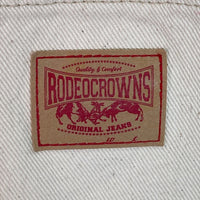 Quality & Comfort
RODEOCROWNS
ORIGINAL JEANS